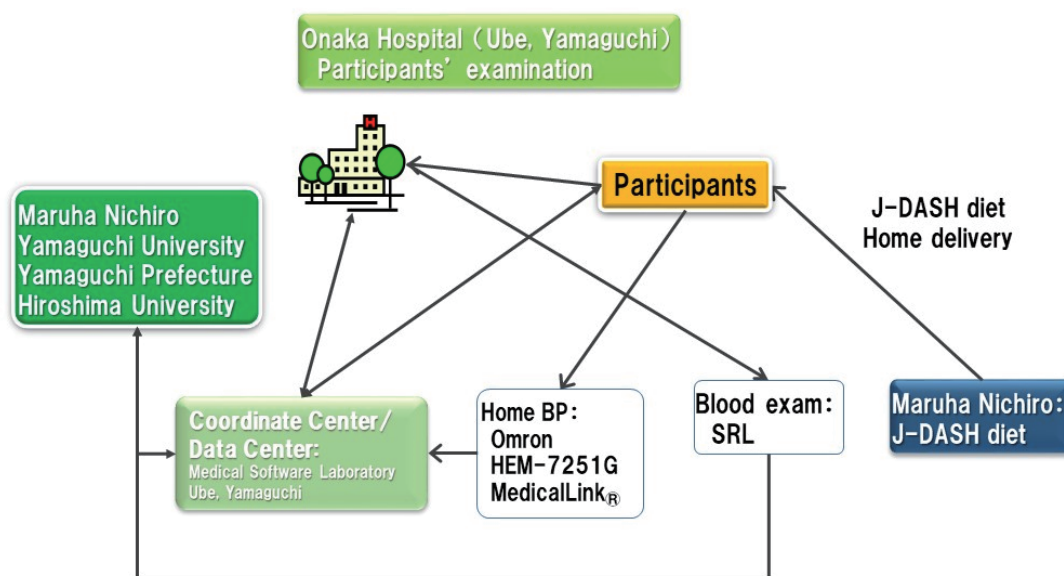 Onaka Hospital（Ube, Yamaguchi）
Participants’ examination
H
Participants
J-DASH diet
Home delivery
Maruha Nichiro
Yamaguchi University
Yamaguchi Prefecture
Hiroshima University
Coordinate Center/
Data Center:
Medical Software Laboratory
Ube, Yamaguchi
Home BP:
Omron
HEM-7251G
MedicalLink®
Blood exam:
SRL
Maruha Nichiro:
J-DASH diet